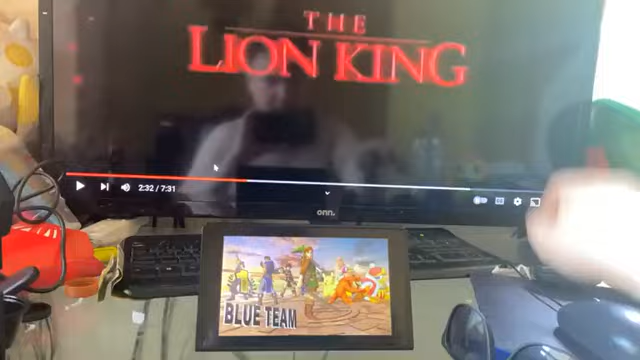 THE
LION KING
2:32 / 7:31
onn.
BLUE TEAM